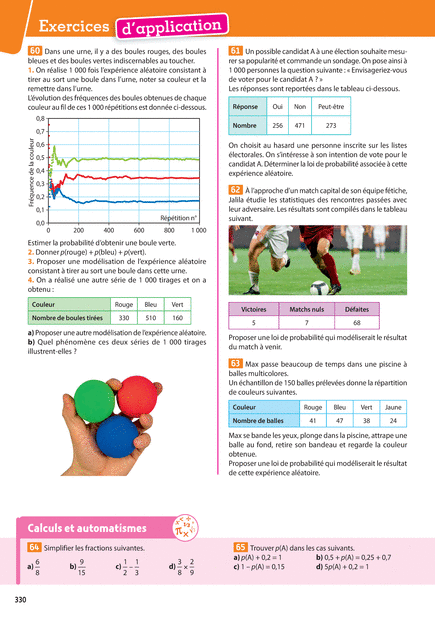 Exercices d'application
60 Dans une urne, il y a des boules rouges, des boules
bleues et des boules vertes indiscernables au toucher.
1. On réalise 1 000 fois l'expérience aléatoire consistant à
tirer au sort une boule dans l'urne, noter sa couleur et la
remettre dans l'urne.
L'évolution des fréquences des boules obtenues de chaque
couleur au fil de ces 1 000 répétitions est donnée ci-dessous.
Fréquence de la couleur
0,8
0,7
0,6
0,5
0,4
0,3
0,2
0,1
0,0
Répétition n°
0 200 400 600 800 1 000
Estimer la probabilité d'obtenir une boule verte.
2. Donner p(rouge) + p(bleu) + p(vert).
3. Proposer une modélisation de l'expérience aléatoire
consistant à tirer au sort une boule dans cette urne.
4. On a réalisé une autre série de 1 000 tirages et on a
obtenu :
Couleur Rouge Bleu Vert
Nombre de boules tirées 330 510 160
a) Proposer une autre modélisation de l'expérience aléatoire.
b) Quel phénomène ces deux séries de 1 000 tirages
illustrent-elles ?
61 Un possible candidat A à une élection souhaite mesu-
rer sa popularité et commande un sondage. On pose ainsi à
1 000 personnes la question suivante : « Envisageriez-vous
de voter pour le candidat A ? »
Les réponses sont reportées dans le tableau ci-dessous.
Réponse Oui Non Peut-être
Nombre 256 471 273
On choisit au hasard une personne inscrite sur les listes
électorales. On s'intéresse à son intention de vote pour le
candidat A. Déterminer la loi de probabilité associée à cette
expérience aléatoire.
62 À l'approche d'un match capital de son équipe fétiche,
Jalila étudie les statistiques des rencontres passées avec
leur adversaire. Les résultats sont compilés dans le tableau
suivant.
Victoires Matchs nuls Défaites
5 7 68
Proposer une loi de probabilité qui modéliserait le résultat
du match à venir.
63 Max passe beaucoup de temps dans une piscine à
balles multicolores.
Un échantillon de 150 balles prélevées donne la répartition
de couleurs suivantes.
Couleur Rouge Bleu Vert Jaune
Nombre de balles 41 47 38 24
Max se bande les yeux, plonge dans la piscine, attrape une
balle au fond, retire son bandeau et regarde la couleur
obtenue.
Proposer une loi de probabilité qui modéliserait le résultat
de cette expérience aléatoire.
Calculs et automatismes
64 Simplifier les fractions suivantes.
a) 6/8 b) 9/15 c) 1/2 – 1/3 d) 3/8 × 2/9
65 Trouver p(A) dans les cas suivants.
a) p(A) + 0,2 = 1 b) 0,5 + p(A) = 0,25 + 0,7
c) 1 – p(A) = 0,15 d) 5p(A) + 0,2 = 1
330